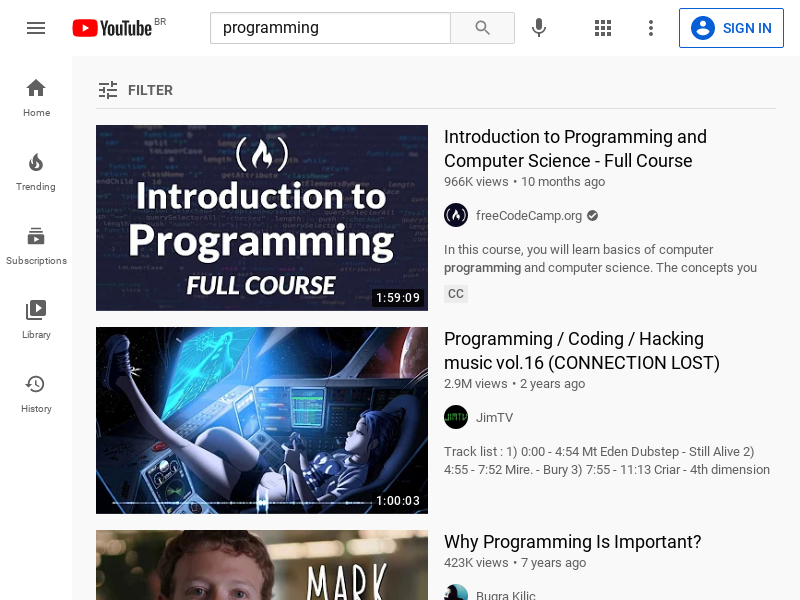 YouTube BR
programming
SIGN IN
Home
Trending
Subscriptions
Library
History
FILTER
Introduction to
Programming
FULL COURSE
1:59:09
Introduction to Programming and
Computer Science - Full Course
966K views • 10 months ago
freeCodeCamp.org
In this course, you will learn basics of computer
programming and computer science. The concepts you
CC
1:00:03
Programming / Coding / Hacking
music vol.16 (CONNECTION LOST)
2.9M views • 2 years ago
JIMTV
JimTV
Track list : 1) 0:00 - 4:54 Mt Eden Dubstep - Still Alive 2)
4:55 - 7:52 Mire. - Bury 3) 7:55 - 11:13 Criar - 4th dimension
MARK
Why Programming Is Important?
423K views • 7 years ago
Bugra Kilic